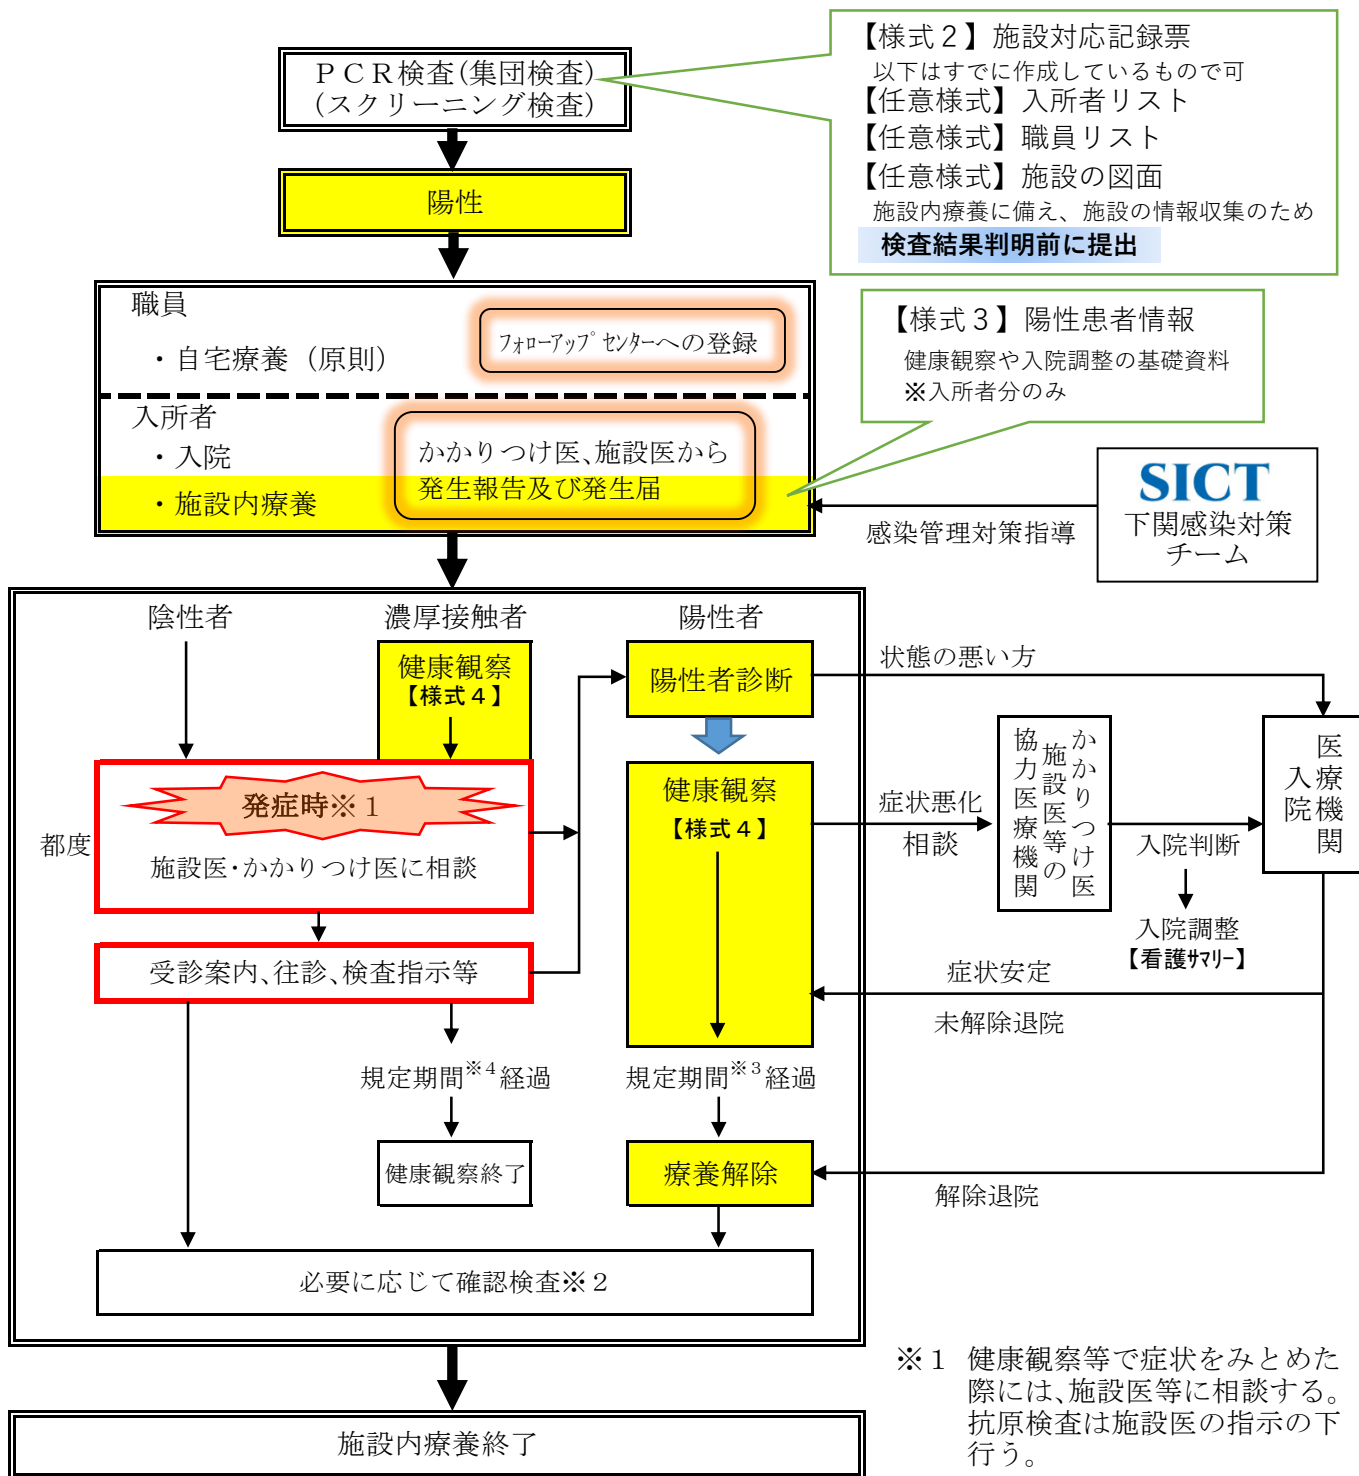 ＰＣＲ検査(集団検査)
(スクリーニング検査)
【様式２】施設対応記録票
以下はすでに作成しているもので可
【任意様式】入所者リスト
【任意様式】職員リスト
【任意様式】施設の図面
施設内療養に備え、施設の情報収集のため
検査結果判明前に提出
陽性
職員
・自宅療養（原則）
ﾌｫﾛｰｱｯﾌﾟｾﾝﾀｰへの登録
入所者
・入院
・施設内療養
かかりつけ医、施設医から
発生報告及び発生届
【様式３】陽性患者情報
健康観察や入院調整の基礎資料
※入所者分のみ
SICT
下関感染対策
チーム
感染管理対策指導
陰性者
濃厚接触者
陽性者
健康観察
【様式４】
陽性者診断
状態の悪い方
都度
発症時※１
施設医・かかりつけ医に相談
健康観察
【様式４】
症状悪化
相談
かかりつけ医
施設医等の
協力医療機関
入院判断
入院調整
【看護ｻﾏﾘｰ】
医療機関
入院
受診案内、往診、検査指示等
症状安定
未解除退院
規定期間※４経過
規定期間※３経過
健康観察終了
療養解除
解除退院
必要に応じて確認検査※２
施設内療養終了
※１　健康観察等で症状をみとめた
際には、施設医等に相談する。
抗原検査は施設医の指示の下
行う。